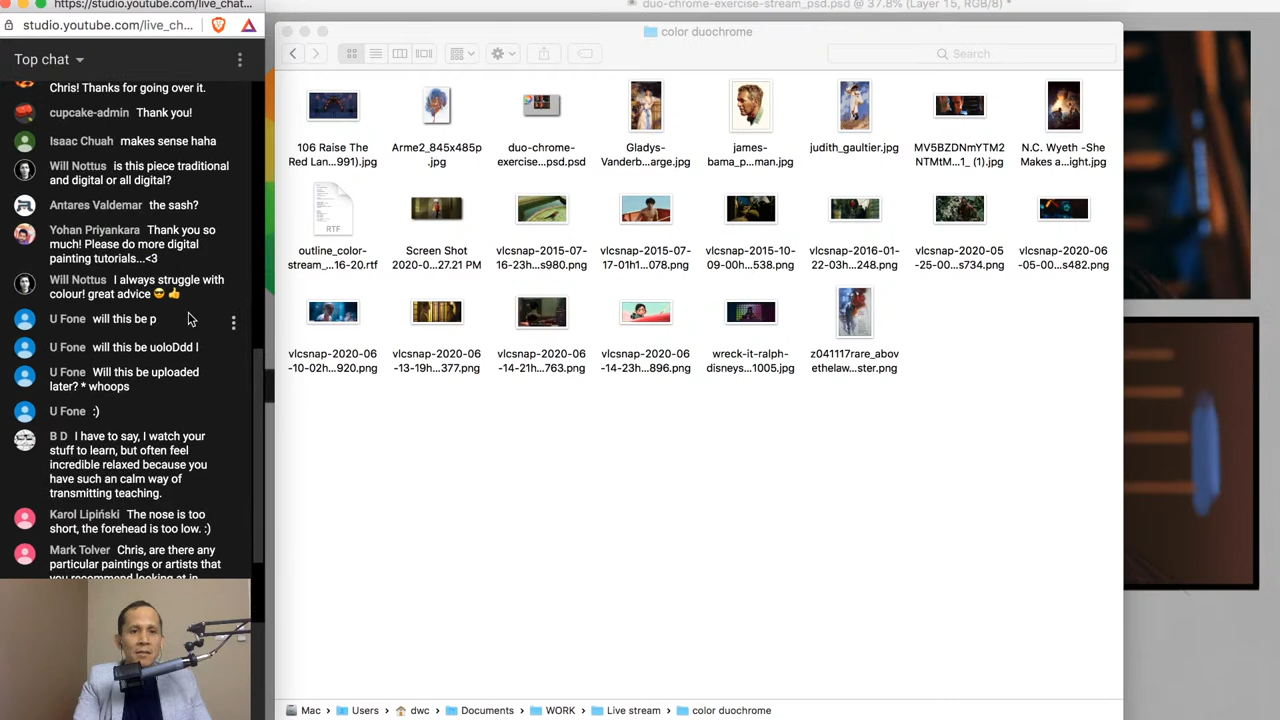 https://studio.youtube.com/live_chat...
duo-chrome-exercise-stream_psd.psd @ 37.8% (Layer 15, RGB/8) *
studio.youtube.com/live_ch...
color duochrome
Top chat
Search
Chris! Thanks for going over it.
cupcake-admin Thank you!
Isaac Chuah makes sense haha
Will Nottus is this piece traditional
and digital or all digital?
Antares Valdemar the sash?
Yohan Priyankara Thank you so
much! Please do more digital
painting tutorials...<3
Will Nottus I always struggle with
colour! great advice 😎 👍
U Fone will this be p
U Fone will this be uoloDdd l
U Fone Will this be uploaded
later? * whoops
U Fone :)
B D I have to say, I watch your
stuff to learn, but often feel
incredible relaxed because you
have such an calm way of
transmitting teaching.
Karol Lipiński The nose is too
short, the forehead is too low. :)
Mark Tolver Chris, are there any
particular paintings or artists that
you recommend looking at in
106 Raise The
Red Lan...991).jpg
Arme2_845x485p
.jpg
duo-chrome-
exercise...psd.psd
Gladys-
Vanderb...arge.jpg
james-
bama_p...man.jpg
judith_gaultier.jpg
MV5BZDNmYTM2
NTMtM...1_ (1).jpg
N.C. Wyeth -She
Makes a...ight.jpg
RTF
outline_color-
stream_...16-20.rtf
Screen Shot
2020-0...27.21 PM
vlcsnap-2015-07-
16-23h...s980.png
vlcsnap-2015-07-
17-01h1...078.png
vlcsnap-2015-10-
09-00h...538.png
vlcsnap-2016-01-
22-03h...248.png
vlcsnap-2020-05
-25-00...s734.png
vlcsnap-2020-06
-05-00...s482.png
vlcsnap-2020-06
-10-02h...920.png
vlcsnap-2020-06
-13-19h...377.png
vlcsnap-2020-06
-14-21h...763.png
vlcsnap-2020-06
-14-23h...896.png
wreck-it-ralph-
disneys...1005.jpg
z041117rare_abov
ethelaw...ster.png
Mac > Users > dwc > Documents > WORK > Live stream > color duochrome